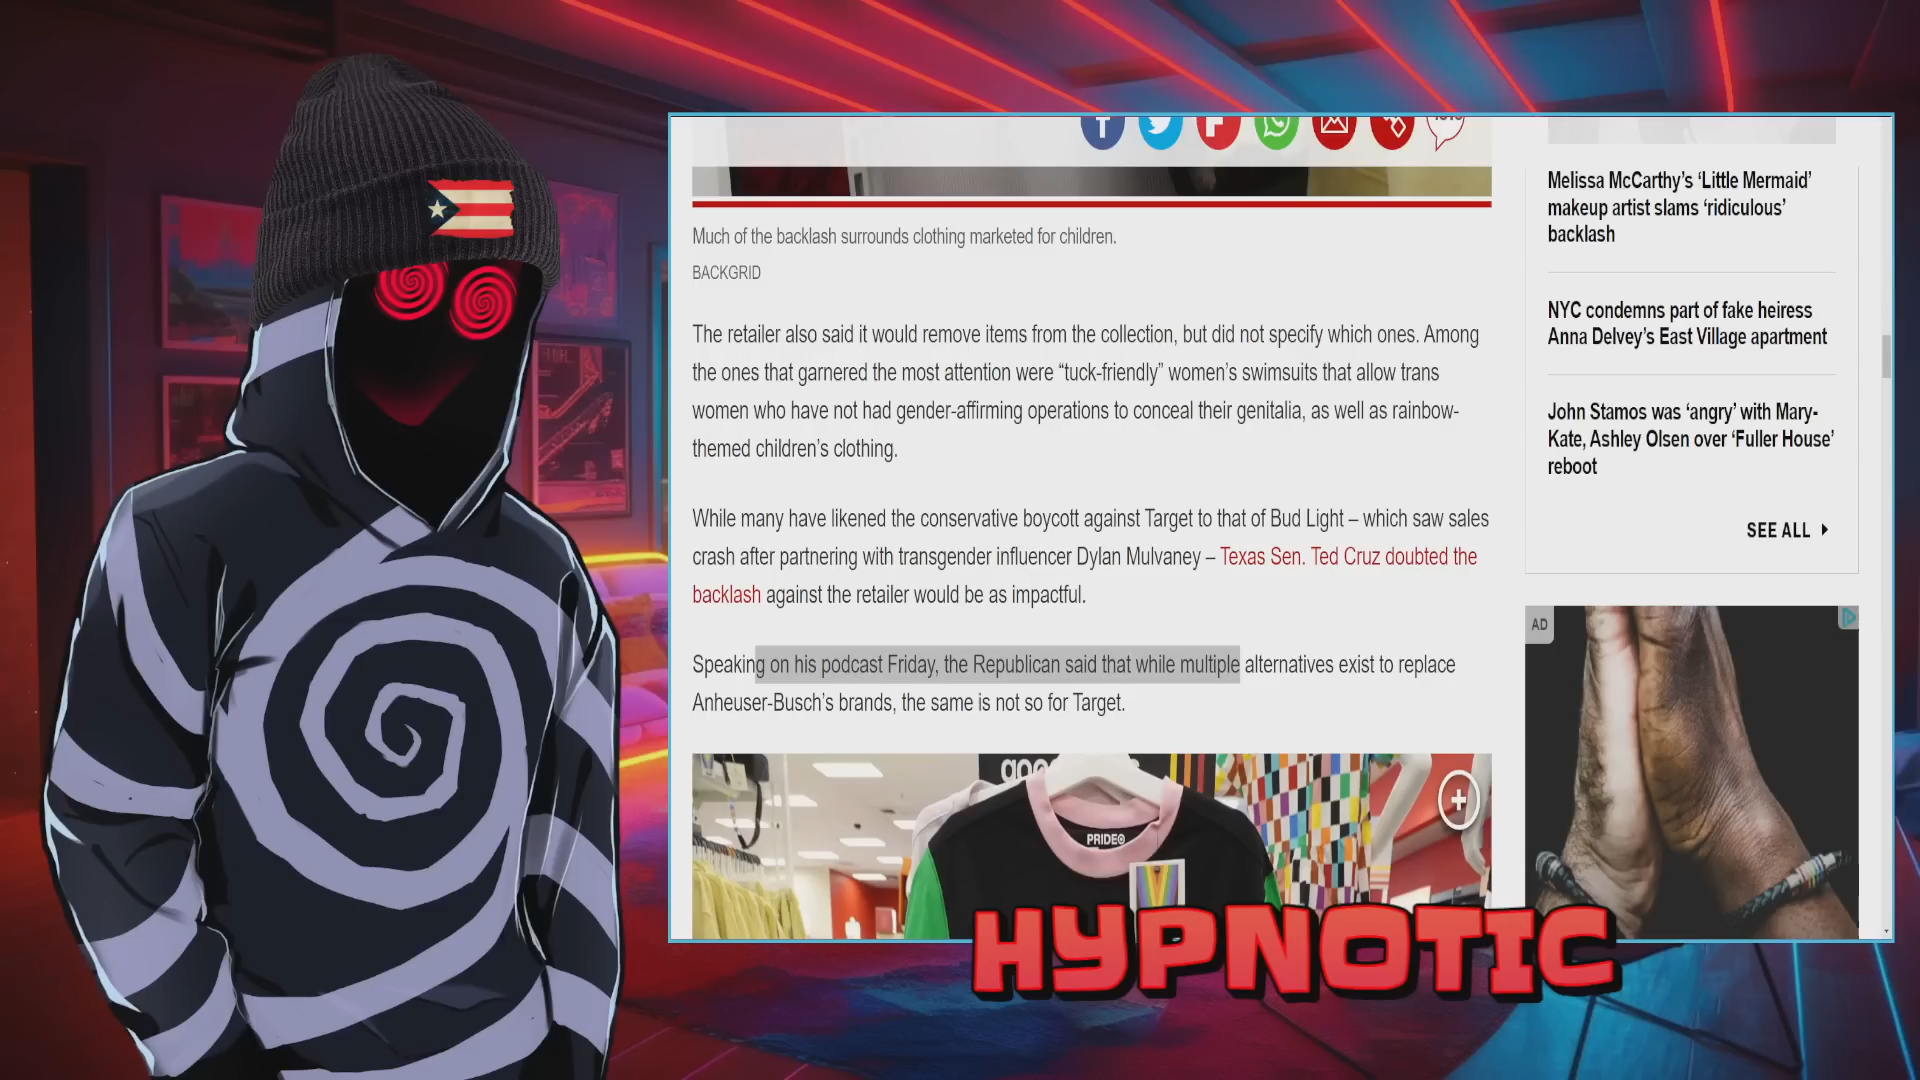 Much of the backlash surrounds clothing marketed for children.
BACKGRID
The retailer also said it would remove items from the collection, but did not specify which ones. Among
the ones that garnered the most attention were “tuck-friendly” women’s swimsuits that allow trans
women who have not had gender-affirming operations to conceal their genitalia, as well as rainbow-
themed children’s clothing.
While many have likened the conservative boycott against Target to that of Bud Light – which saw sales
crash after partnering with transgender influencer Dylan Mulvaney – Texas Sen. Ted Cruz doubted the
backlash against the retailer would be as impactful.
Speaking on his podcast Friday, the Republican said that while multiple alternatives exist to replace
Anheuser-Busch’s brands, the same is not so for Target.
PRIDE
Melissa McCarthy’s ‘Little Mermaid’
makeup artist slams ‘ridiculous’
backlash
NYC condemns part of fake heiress
Anna Delvey’s East Village apartment
John Stamos was ‘angry’ with Mary-
Kate, Ashley Olsen over ‘Fuller House’
reboot
SEE ALL
AD
HYPNOTIC